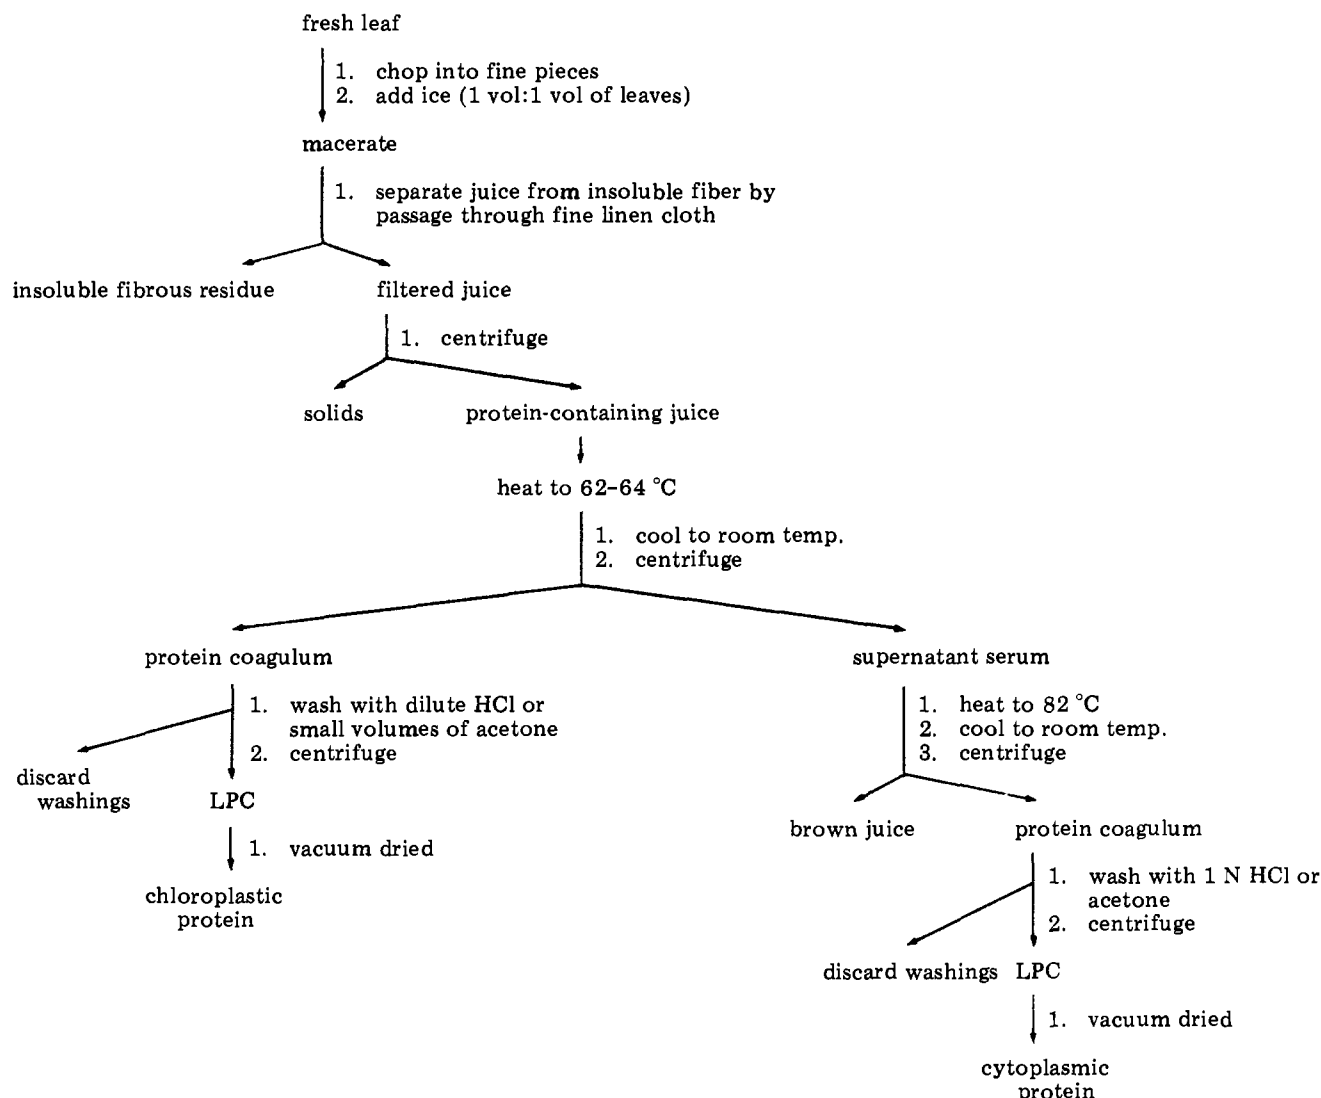 fresh leaf
1. chop into fine pieces
2. add ice (1 vol:1 vol of leaves)
macerate
1. separate juice from insoluble fiber by
passage through fine linen cloth
insoluble fibrous residue
filtered juice
1. centrifuge
solids
protein-containing juice
heat to 62–64 °C
1. cool to room temp.
2. centrifuge
protein coagulum
supernatant serum
1. wash with dilute HCl or
small volumes of acetone
2. centrifuge
discard
washings
LPC
1. vacuum dried
chloroplastic
protein
1. heat to 82 °C
2. cool to room temp.
3. centrifuge
brown juice
protein coagulum
1. wash with 1 N HCl or
acetone
2. centrifuge
discard washings
LPC
1. vacuum dried
cytoplasmic
protein